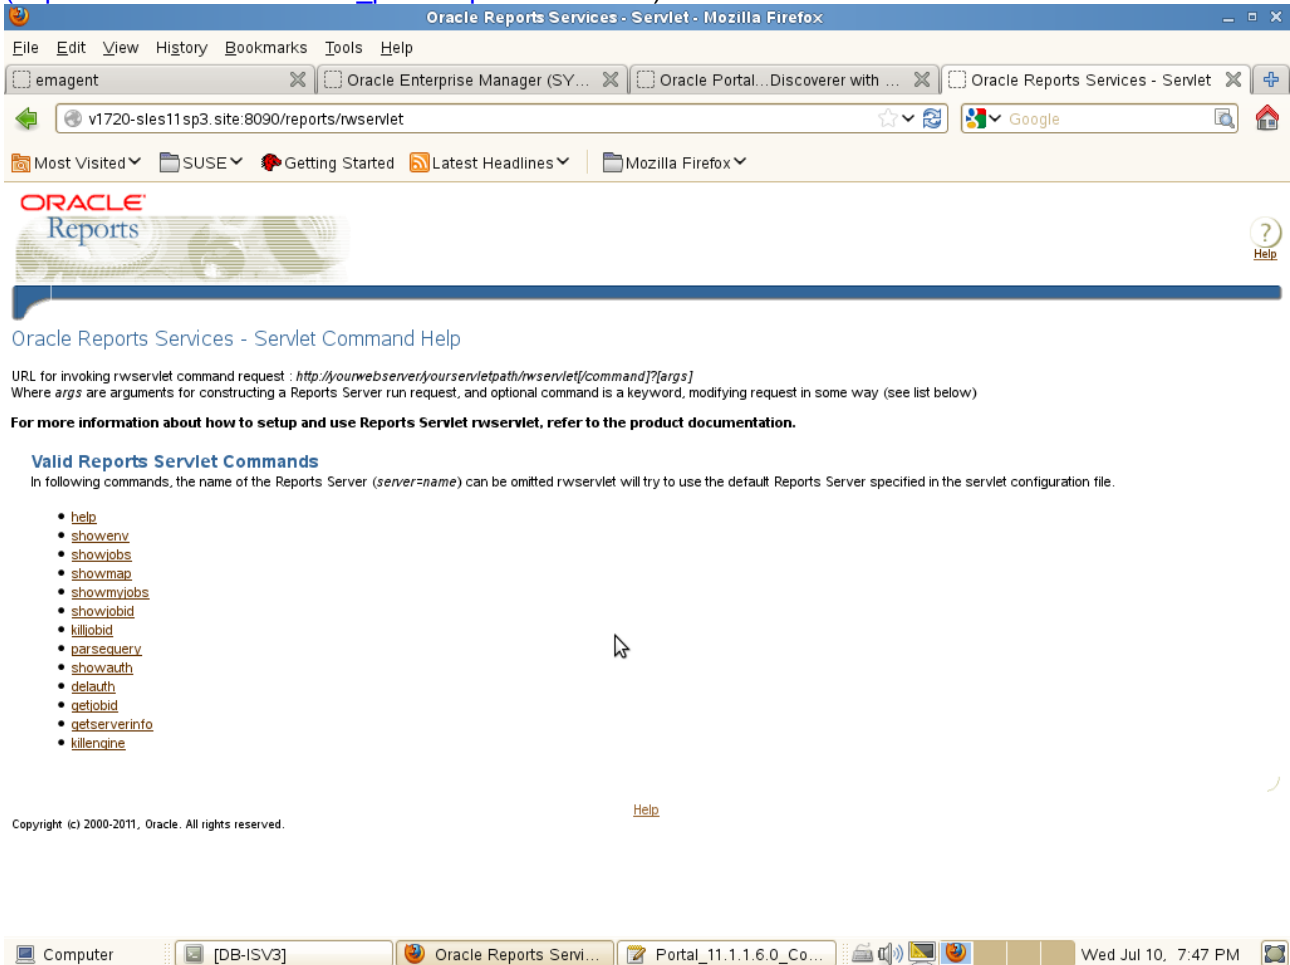 Oracle Reports Services - Servlet - Mozilla Firefox
File Edit View History Bookmarks Tools Help
emagent
Oracle Enterprise Manager (SY...
Oracle Portal...Discoverer with ...
Oracle Reports Services - Servlet
v1720-sles11sp3.site:8090/reports/rwservlet
Google
Most Visited
SUSE
Getting Started
Latest Headlines
Mozilla Firefox
ORACLE
Reports
?
Help
Oracle Reports Services - Servlet Command Help
URL for invoking rwservlet command request : http://yourwebserver/yourservletpath/rwservlet[/command]?[args]
Where args are arguments for constructing a Reports Server run request, and optional command is a keyword, modifying request in some way (see list below)
For more information about how to setup and use Reports Servlet rwservlet, refer to the product documentation.
Valid Reports Servlet Commands
In following commands, the name of the Reports Server (server=name) can be omitted rwservlet will try to use the default Reports Server specified in the servlet configuration file.
help
showenv
showjobs
showmap
showmyjobs
showjobid
killjobid
parsequery
showauth
delauth
getjobid
getserverinfo
killengine
Help
Copyright (c) 2000-2011, Oracle. All rights reserved.
Computer
[DB-ISV3]
Oracle Reports Servi...
Portal_11.1.1.6.0_Co...
Wed Jul 10, 7:47 PM